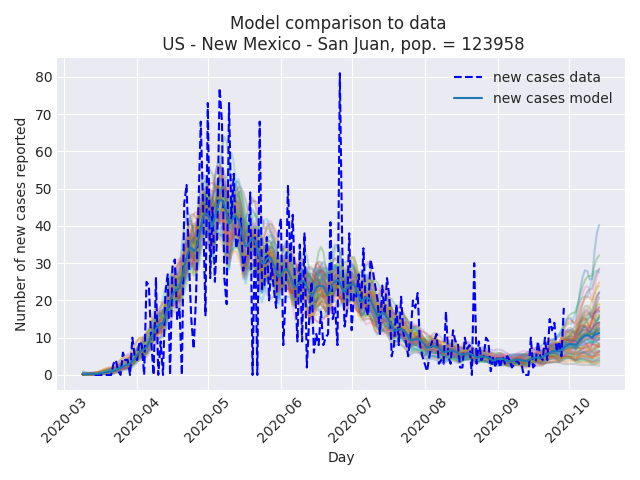 Model comparison to data
US - New Mexico - San Juan, pop. = 123958
new cases data
new cases model
Number of new cases reported
80
70
60
50
40
30
20
10
0
2020-03
2020-04
2020-05
2020-06
2020-07
2020-08
2020-09
2020-10
Day